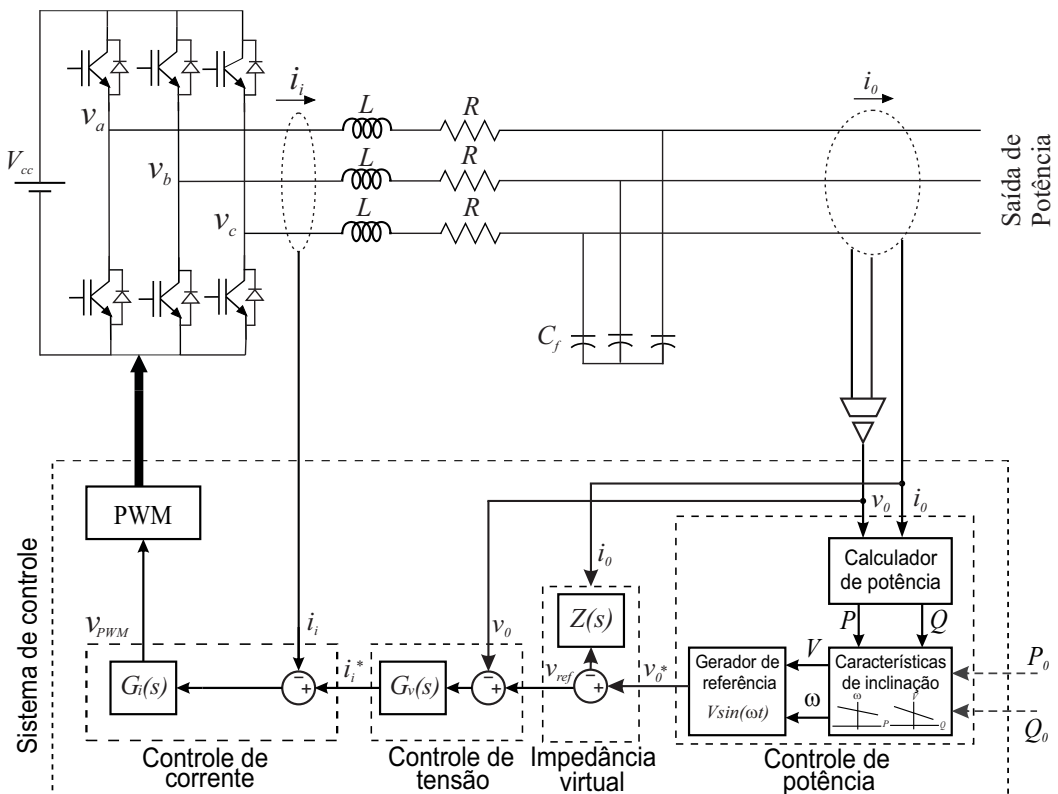 i_i
i_0
L
R
v_a
V_cc
L
R
v_b
L
R
v_c
Saída de
Potência
C_f
Sistema de controle
PWM
v_0
i_0
i_0
Calculador
de potência
P
Q
v_PWM
i_i
v_0
Z(s)
G_i(s)
i_i*
G_v(s)
v_ref
v_0*
Gerador de
referência
Vsin(ωt)
V
ω
Características
de inclinação
ω
P
Q
P_0
Q_0
Controle de
corrente
Controle de
tensão
Impedância
virtual
Controle de
potência